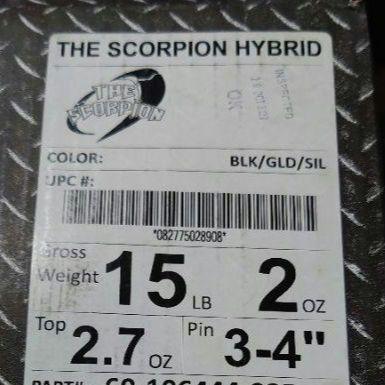 THE SCORPION HYBRID
THE
SCORPION
INSPECTED
OK
COLOR: BLK/GLD/SIL
UPC #:
*082775028908*
Gross
Weight 15 LB 2 OZ
Top 2.7 OZ Pin 3-4"
PART#